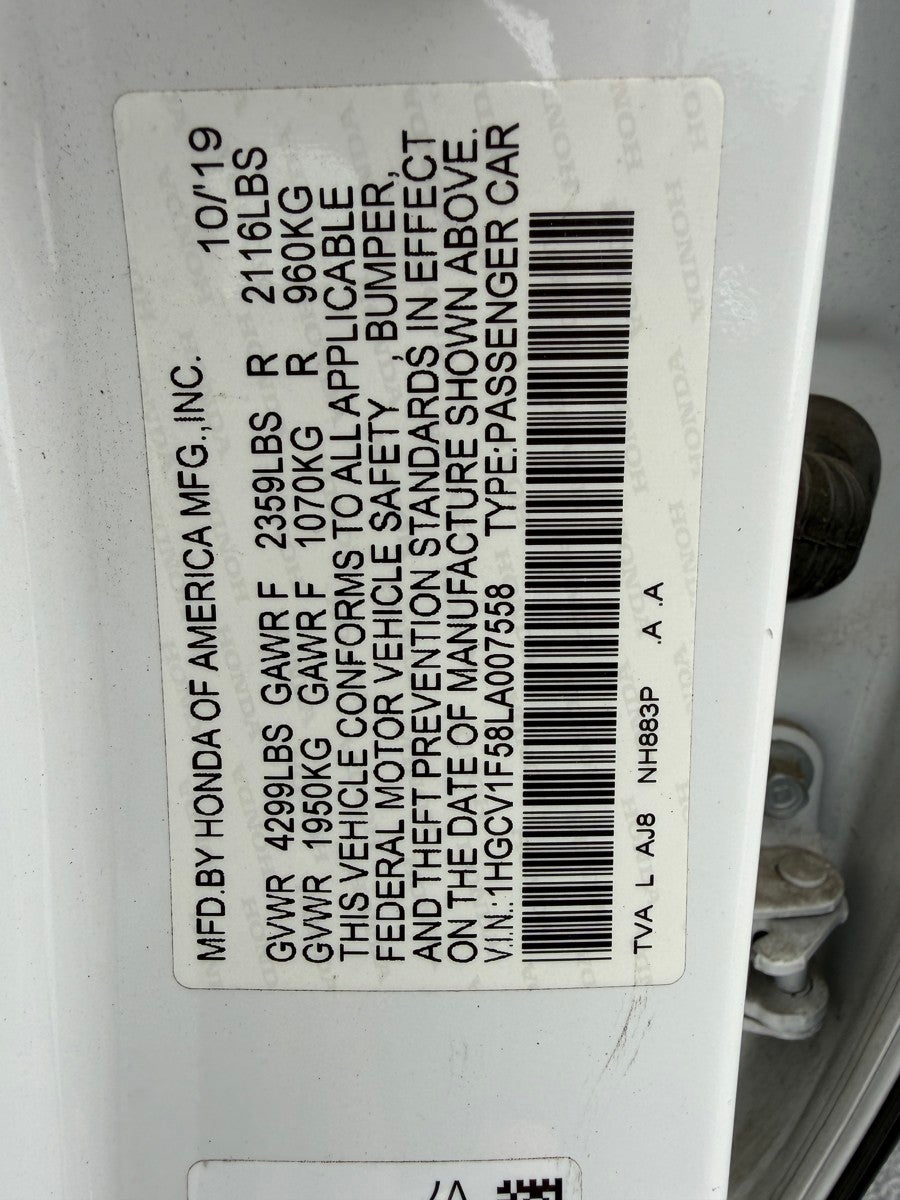 MFD.BY HONDA OF AMERICA MFG.,INC. 10/'19
GVWR 4299LBS GAWR F 2359LBS R 2116LBS
GVWR 1950KG GAWR F 1070KG R 960KG
THIS VEHICLE CONFORMS TO ALL APPLICABLE
FEDERAL MOTOR VEHICLE SAFETY , BUMPER,
AND THEFT PREVENTION STANDARDS IN EFFECT
ON THE DATE OF MANUFACTURE SHOWN ABOVE.
V.I.N.:1HGCV1F58LA007558 TYPE:PASSENGER CAR
TVA L AJ8 NH883P .A .A